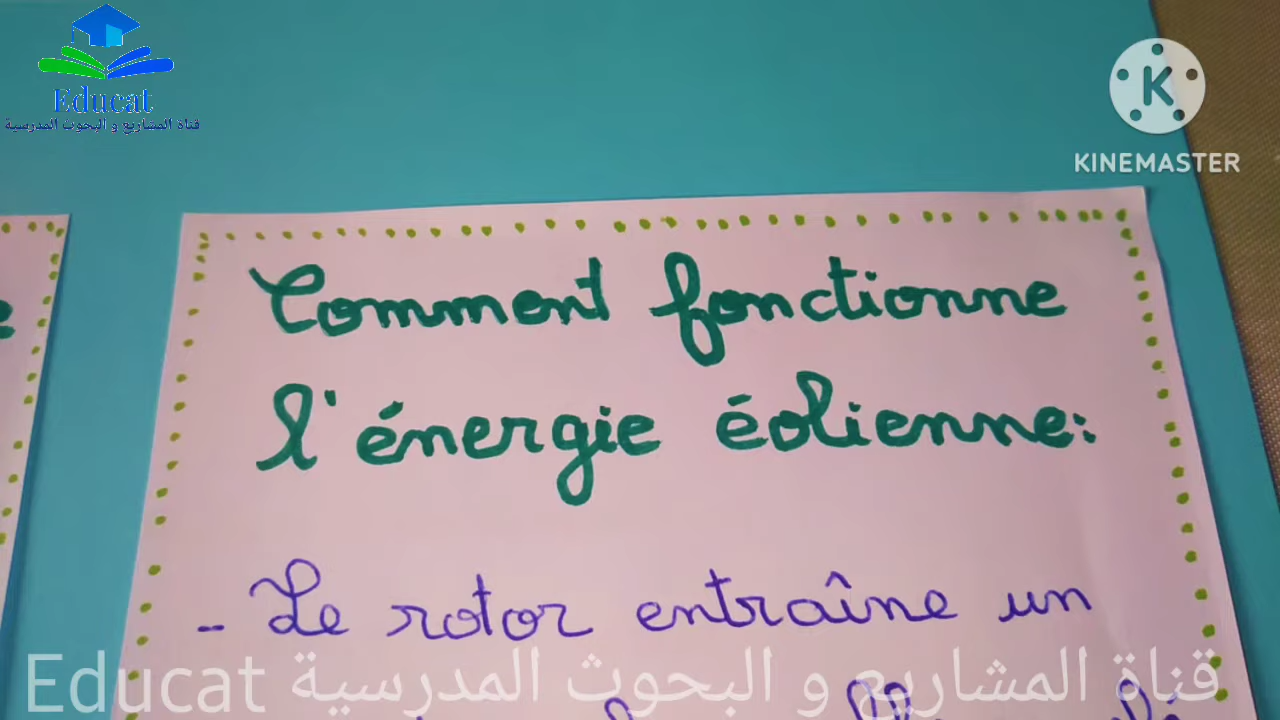 Educat
قناة المشاريع و البحوث المدرسية
K
KINEMASTER
Comment fonctionne
l'énergie éolienne:
- Le rotor entraîne un
Educat قناة المشاريع و البحوث المدرسية